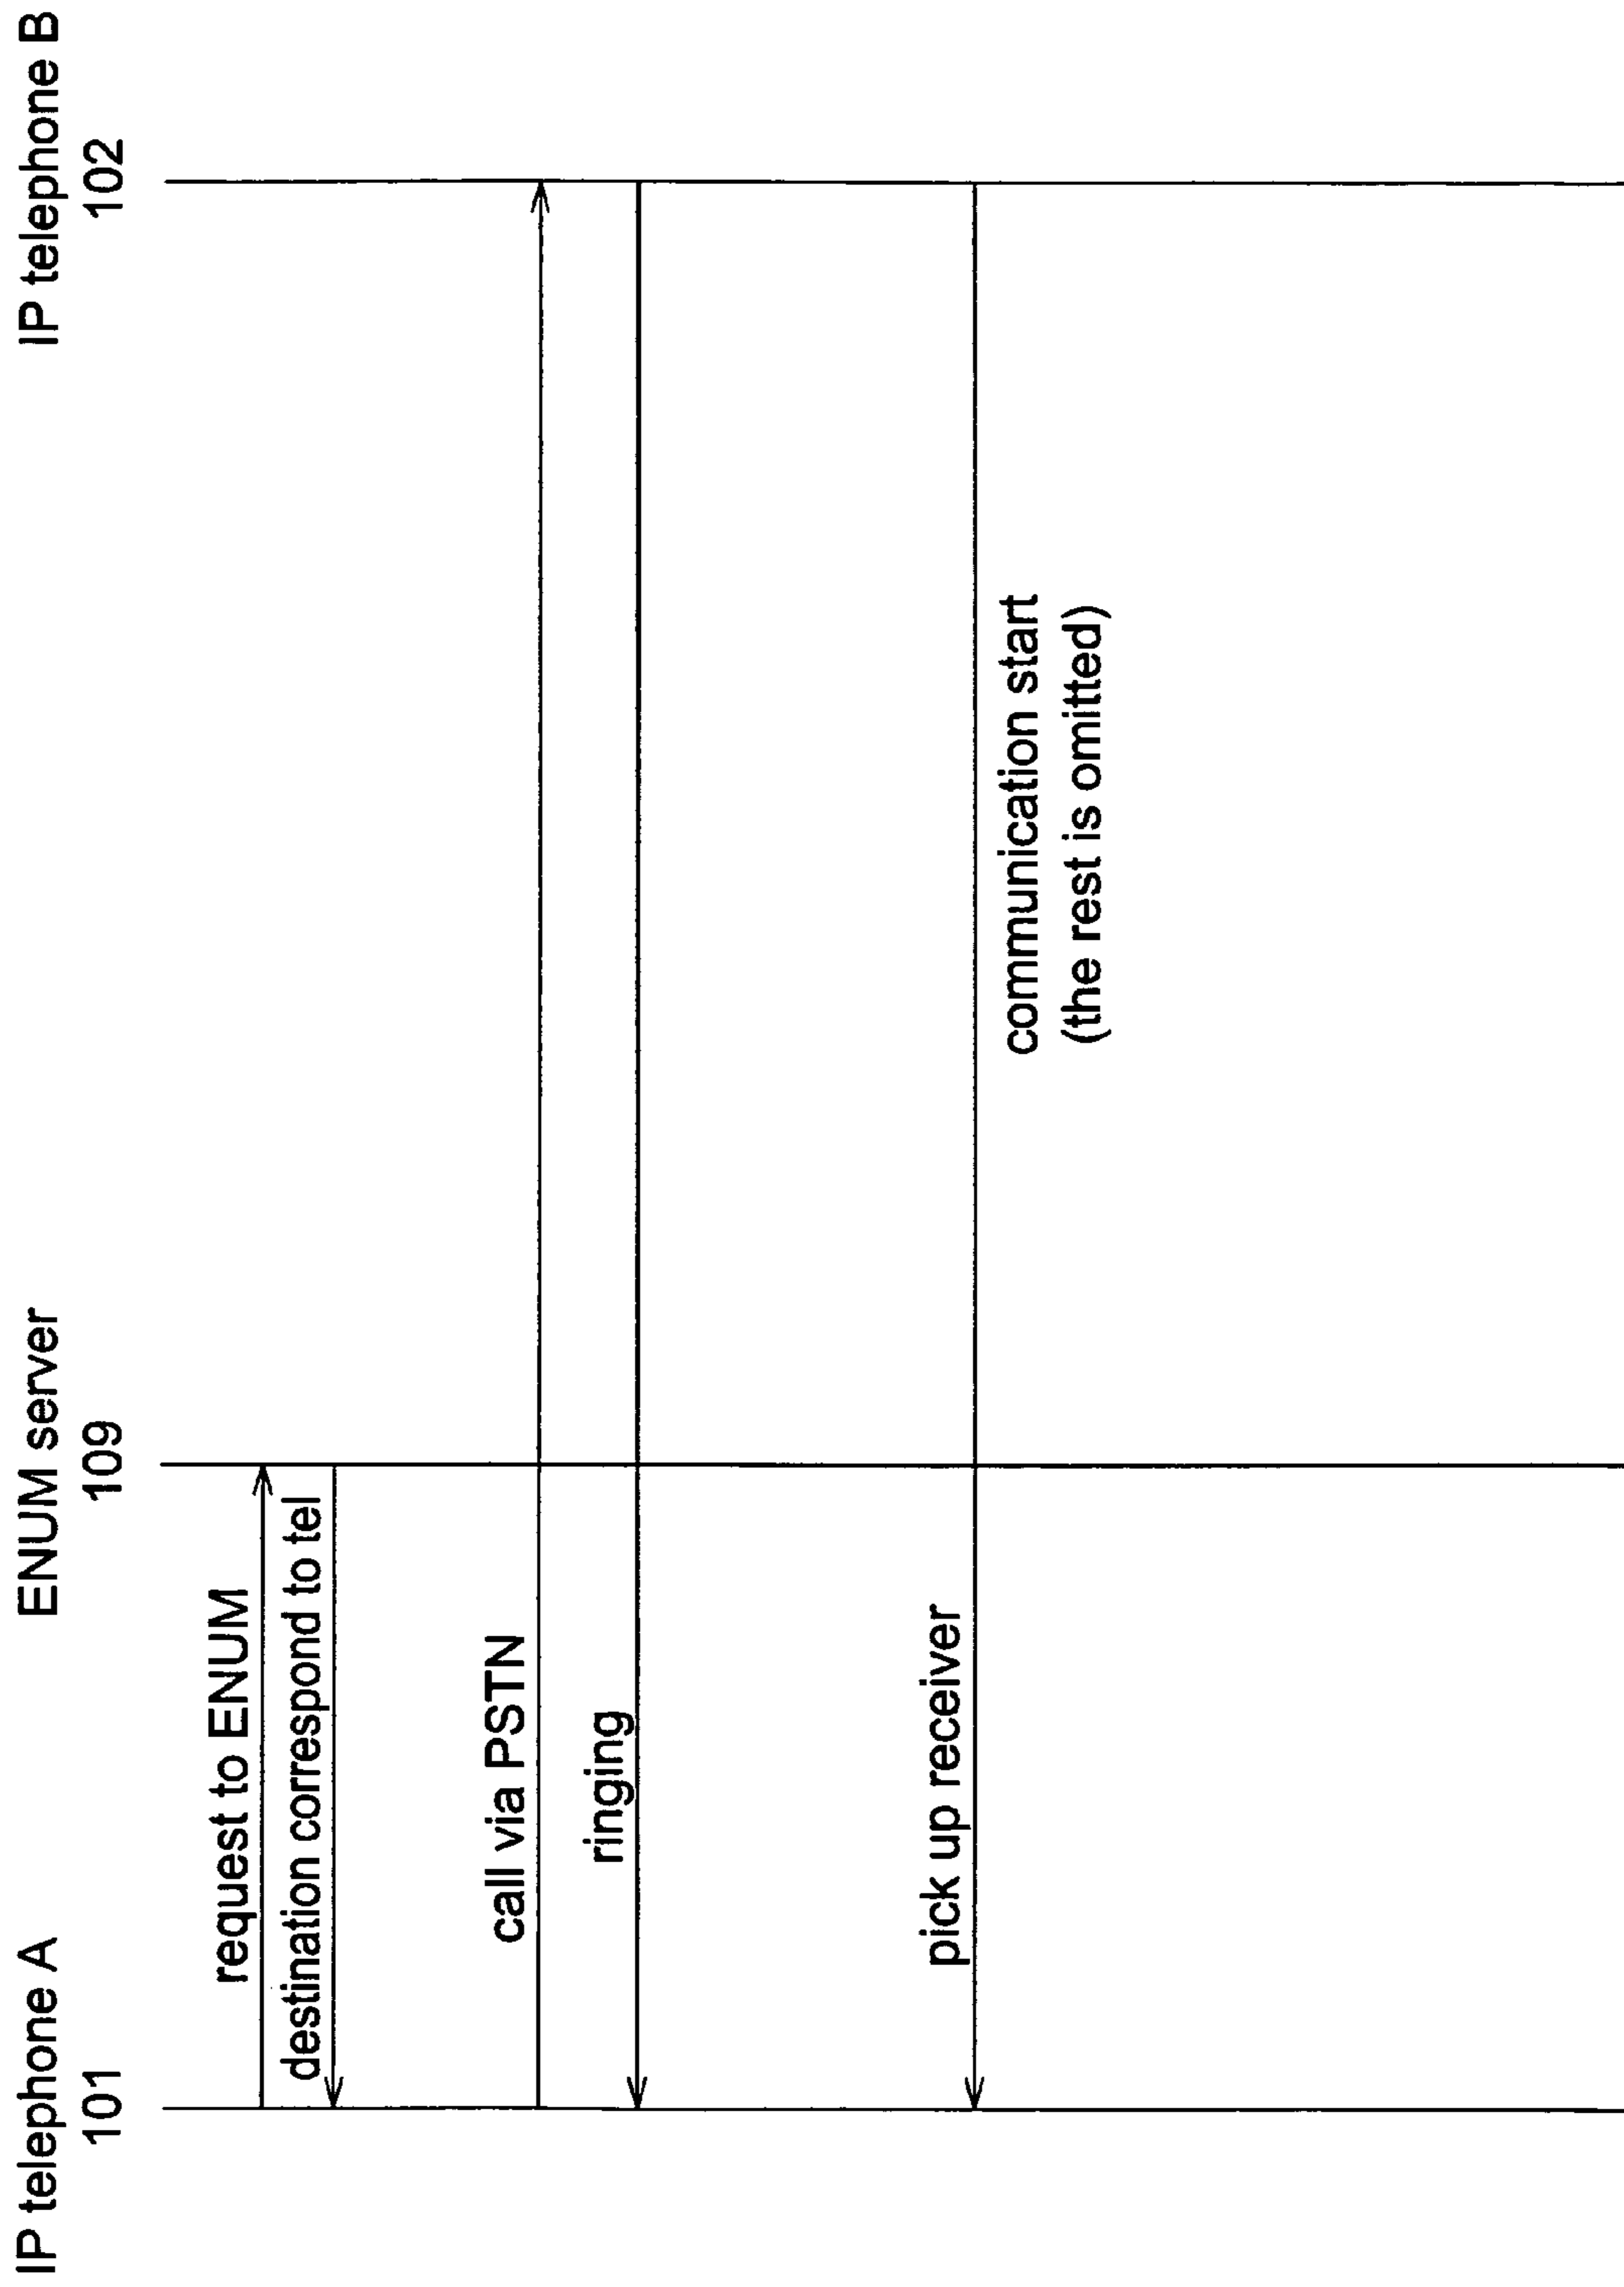 IP telephone A
101
ENUM server
109
IP telephone B
102
request to ENUM
destination correspond to tel
call via PSTN
ringing
pick up receiver
communication start
(the rest is omitted)